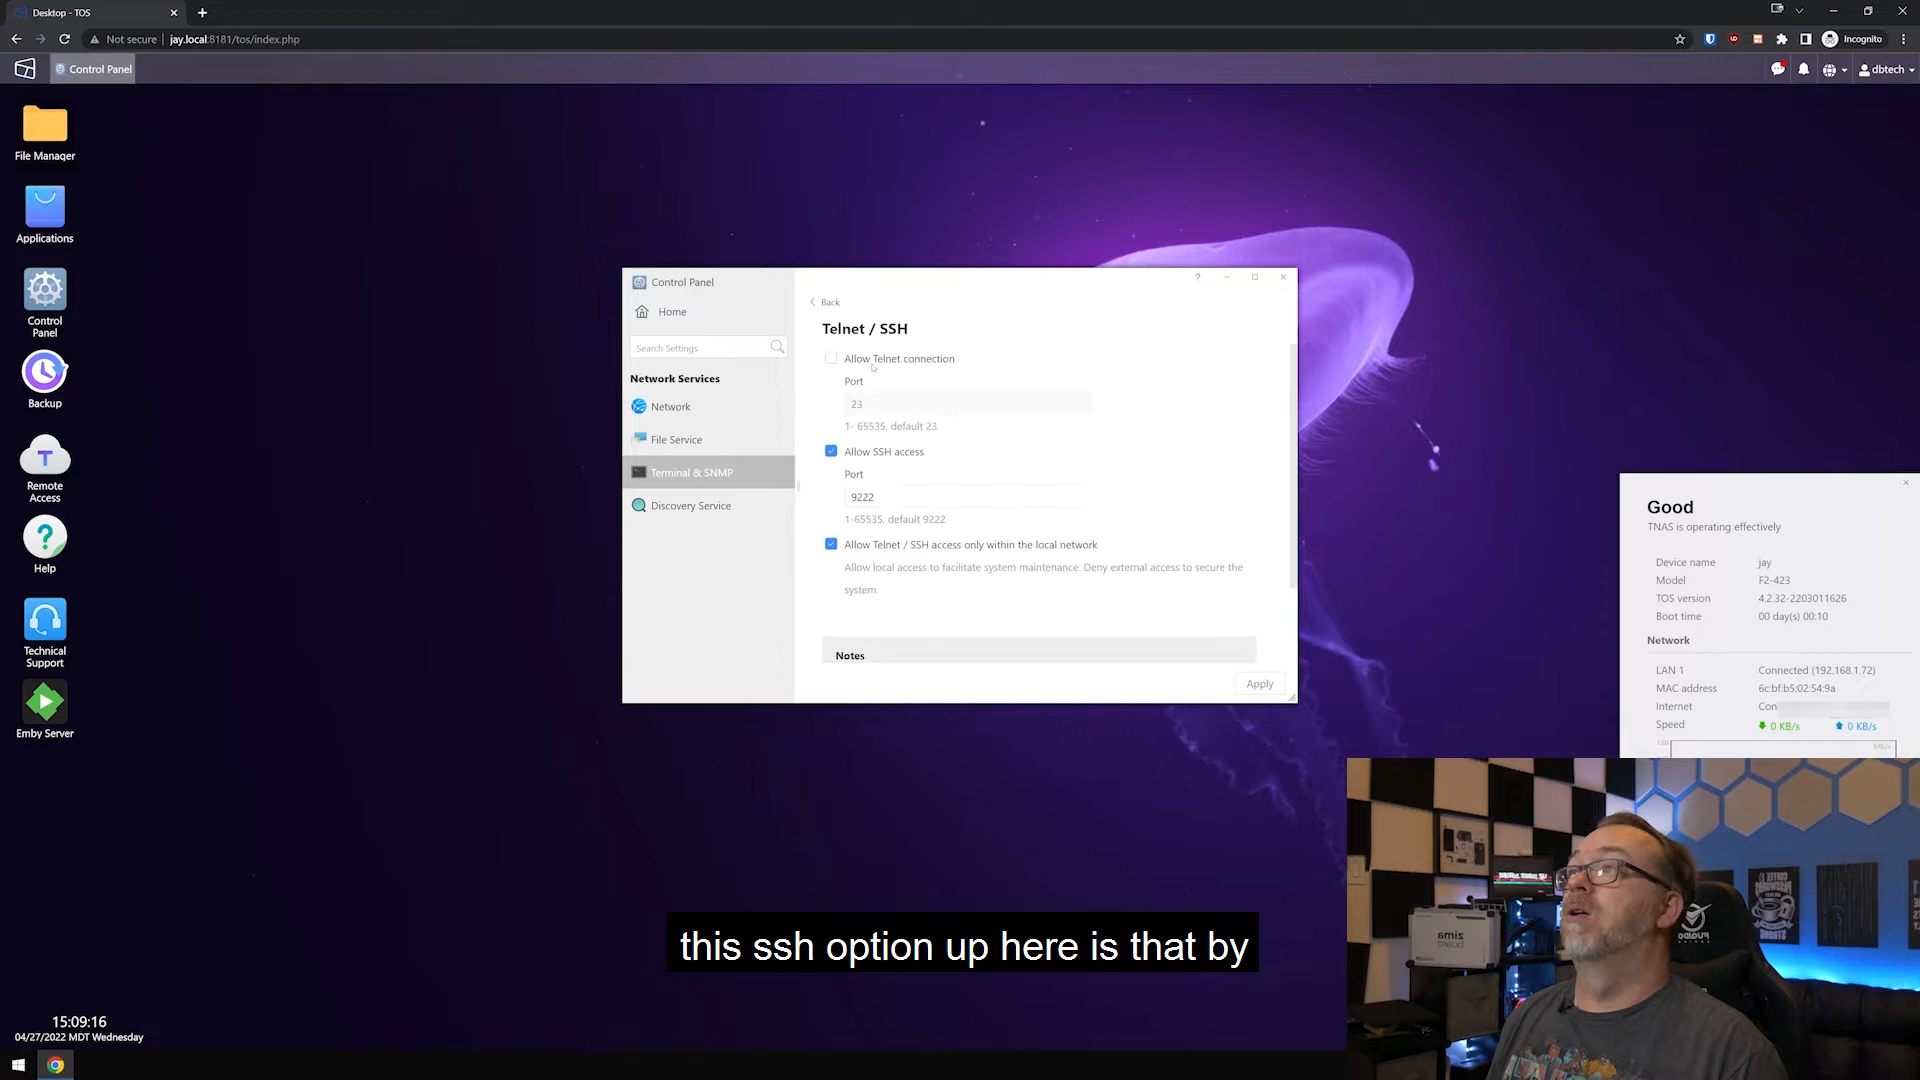 Desktop - TOS
Not secure
jay.local:8181/tos/index.php
Incognito
Control Panel
dbtech
File Manager
Applications
Control
Panel
Backup
T
Remote
Access
?
Help
Technical
Support
Emby Server
Control Panel
Home
Search Settings
Network Services
Network
File Service
Terminal & SNMP
Discovery Service
?
Back
Telnet / SSH
Allow Telnet connection
Port
23
1- 65535, default 23
Allow SSH access
Port
9222
1-65535, default 9222
Allow Telnet / SSH access only within the local network
Allow local access to facilitate system maintenance. Deny external access to secure the
system.
Notes
Apply
Good
TNAS is operating effectively
Device name jay
Model F2-423
TOS version 4.2.32-2203011626
Boot time 00 day(s) 00:10
Network
LAN 1 Connected (192.168.1.72)
MAC address 6c:bf:b5:02:54:9a
Internet Con
Speed 0 KB/s 0 KB/s
MB/s
zima
board
COFFEE
PASSWORDS
STRONG
this ssh option up here is that by
15:09:16
04/27/2022 MDT Wednesday